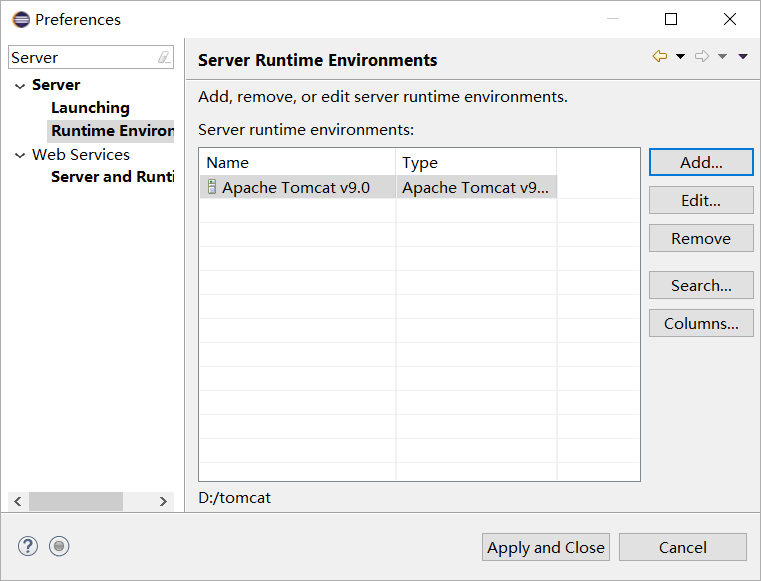 Preferences
Server
Server
Launching
Runtime Environ
Web Services
Server and Runti
Server Runtime Environments
Add, remove, or edit server runtime environments.
Server runtime environments:
Name Type
Apache Tomcat v9.0 Apache Tomcat v9...
Add...
Edit...
Remove
Search...
Columns...
D:/tomcat
Apply and Close Cancel